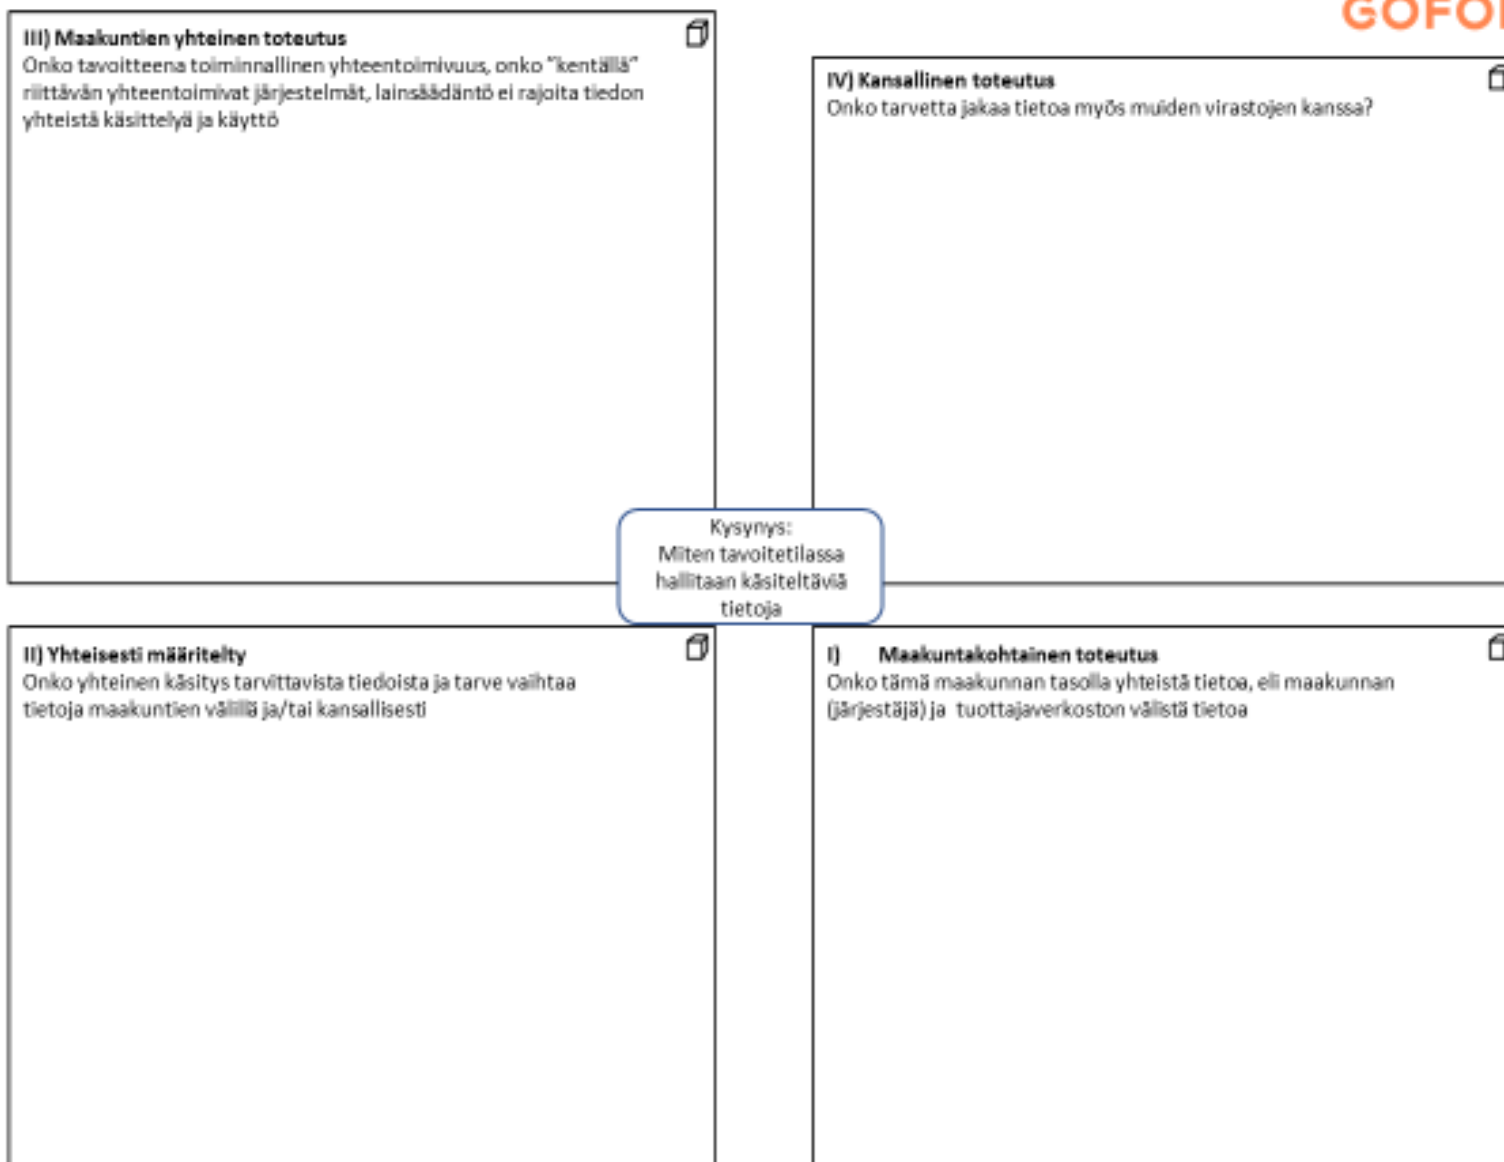 GOFO
III) Maakuntien yhteinen toteutus
Onko tavoitteena toiminnallinen yhteentoimivuus, onko "kentällä"
riittävän yhteentoimivat järjestelmät, lainsäädäntö ei rajoita tiedon
yhteistä käsittelyä ja käyttö
IV) Kansallinen toteutus
Onko tarvetta jakaa tietoa myös muiden virastojen kanssa?
Kysynys:
Miten tavoitetilassa
hallitaan käsiteltäviä
tietoja
II) Yhteisesti määritelty
Onko yhteinen käsitys tarvittavista tiedoista ja tarve vaihtaa
tietoja maakuntien välillä ja/tai kansallisesti
I) Maakuntakohtainen toteutus
Onko tämä maakunnan tasolla yhteistä tietoa, eli maakunnan
(järjestäjä) ja tuottajaverkoston välistä tietoa